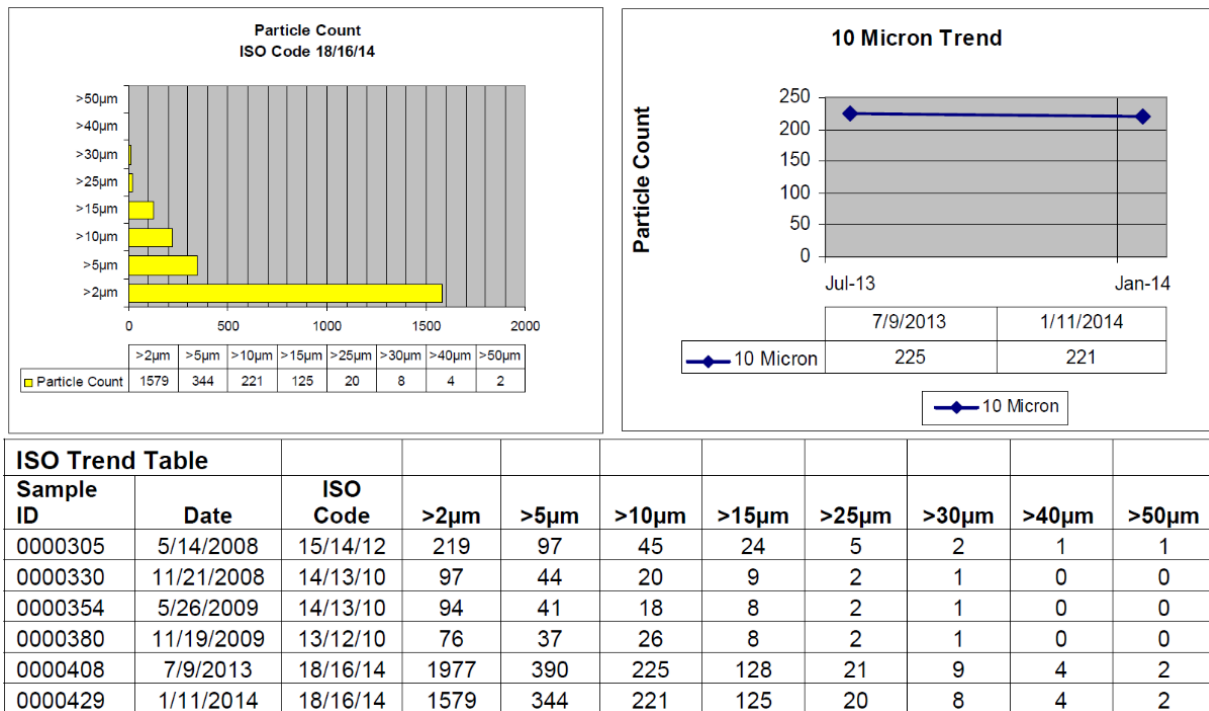 Particle Count
ISO Code 18/16/14
>50µm
>40µm
>30µm
>25µm
>15µm
>10µm
>5µm
>2µm
0 500 1000 1500 2000
>2µm >5µm >10µm >15µm >25µm >30µm >40µm >50µm
Particle Count 1579 344 221 125 20 8 4 2
10 Micron Trend
Particle Count
250
200
150
100
50
0
Jul-13 Jan-14
7/9/2013 1/11/2014
10 Micron 225 221
10 Micron
ISO Trend Table
Sample ID Date ISO Code >2µm >5µm >10µm >15µm >25µm >30µm >40µm >50µm
0000305 5/14/2008 15/14/12 219 97 45 24 5 2 1 1
0000330 11/21/2008 14/13/10 97 44 20 9 2 1 0 0
0000354 5/26/2009 14/13/10 94 41 18 8 2 1 0 0
0000380 11/19/2009 13/12/10 76 37 26 8 2 1 0 0
0000408 7/9/2013 18/16/14 1977 390 225 128 21 9 4 2
0000429 1/11/2014 18/16/14 1579 344 221 125 20 8 4 2